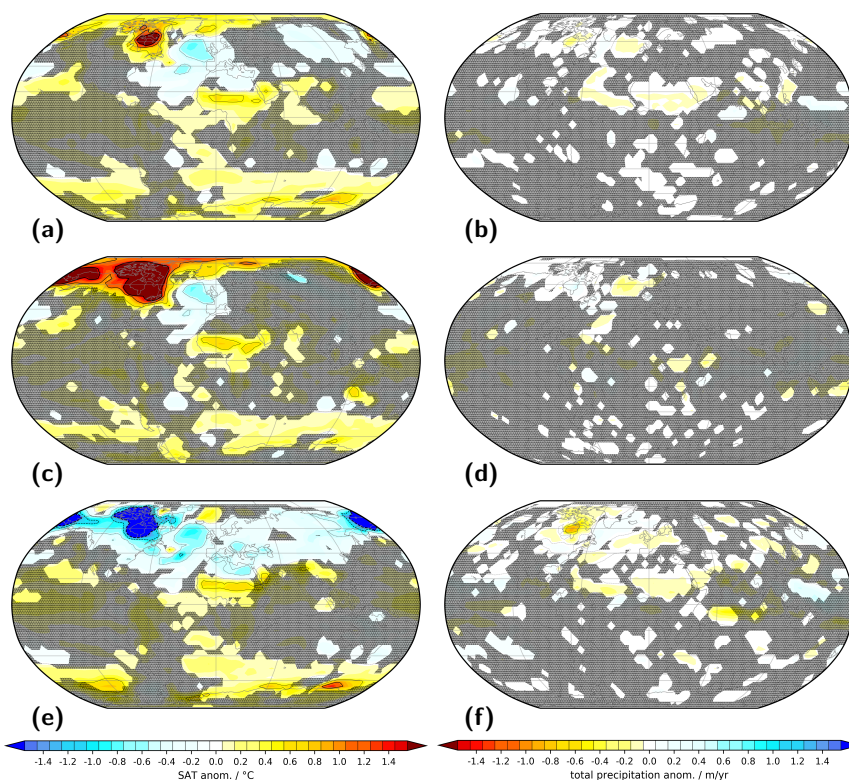 (a)
(b)
(c)
(d)
(e)
(f)
-1.4 -1.2 -1.0 -0.8 -0.6 -0.4 -0.2 0.0 0.2 0.4 0.6 0.8 1.0 1.2 1.4
SAT anom. / °C
-1.4 -1.2 -1.0 -0.8 -0.6 -0.4 -0.2 0.0 0.2 0.4 0.6 0.8 1.0 1.2 1.4
total precipitation anom. / m/yr